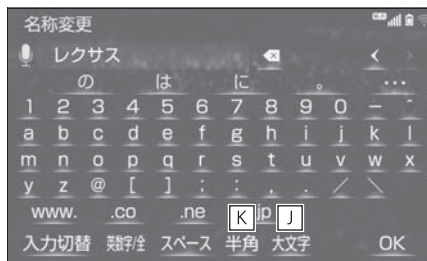 名称変更
レクサス
の は に 。 ...
1 2 3 4 5 6 7 8 9 0 - ^
a b c d e f g h i j k l
m n o p q r s t u v w x
y z @ [ ] ; : , . / \
www. .co .ne .jp K J
入力切替 英数字/全 スペース 半角 大文字 OK